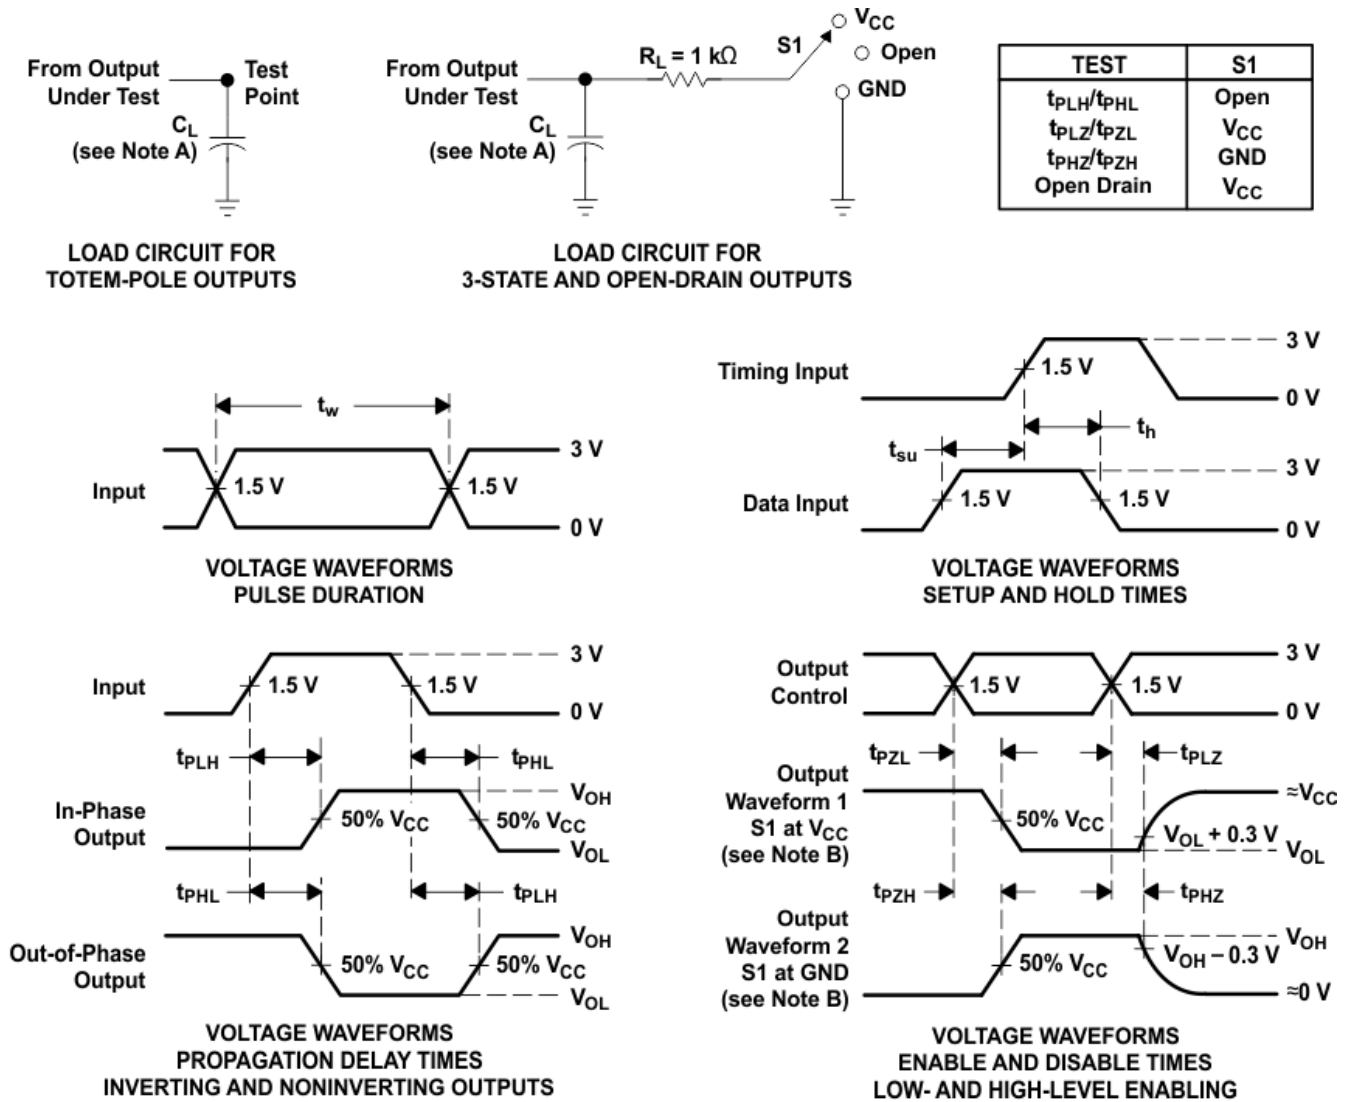 From Output
Under Test
Test
Point
CL
(see Note A)
LOAD CIRCUIT FOR
TOTEM-POLE OUTPUTS
From Output
Under Test
RL = 1 kΩ
S1
VCC
Open
GND
CL
(see Note A)
LOAD CIRCUIT FOR
3-STATE AND OPEN-DRAIN OUTPUTS
TEST S1
tPLH/tPHL Open
tPLZ/tPZL VCC
tPHZ/tPZH GND
Open Drain VCC
tw
Input
1.5 V
1.5 V
3 V
0 V
VOLTAGE WAVEFORMS
PULSE DURATION
Timing Input
1.5 V
3 V
0 V
tsu
th
Data Input
1.5 V
1.5 V
3 V
0 V
VOLTAGE WAVEFORMS
SETUP AND HOLD TIMES
Input
1.5 V
1.5 V
3 V
0 V
tPLH
tPHL
In-Phase
Output
50% VCC
50% VCC
VOH
VOL
tPHL
tPLH
Out-of-Phase
Output
50% VCC
50% VCC
VOH
VOL
VOLTAGE WAVEFORMS
PROPAGATION DELAY TIMES
INVERTING AND NONINVERTING OUTPUTS
Output
Control
1.5 V
1.5 V
3 V
0 V
tPZL
tPLZ
Output
Waveform 1
S1 at VCC
(see Note B)
50% VCC
VOL + 0.3 V
≈VCC
VOL
tPZH
tPHZ
Output
Waveform 2
S1 at GND
(see Note B)
50% VCC
VOH − 0.3 V
VOH
≈0 V
VOLTAGE WAVEFORMS
ENABLE AND DISABLE TIMES
LOW- AND HIGH-LEVEL ENABLING